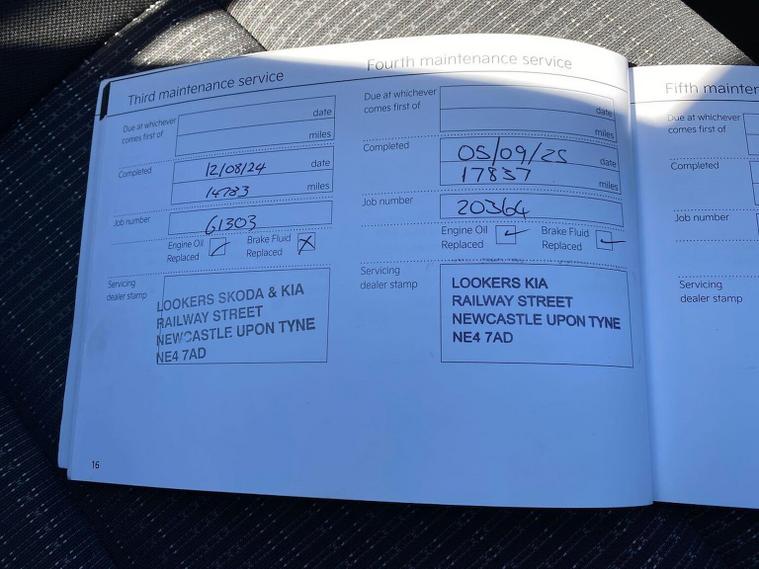 Third maintenance service
Due at whichever
comes first of
date
miles
Completed
12/08/24 date
14783 miles
Job number
61303
Engine Oil
Replaced
Brake Fluid
Replaced
Servicing
dealer stamp
LOOKERS SKODA & KIA
RAILWAY STREET
NEWCASTLE UPON TYNE
NE4 7AD
16
Fourth maintenance service
Due at whichever
comes first of
date
miles
Completed
05/09/25 date
17837 miles
Job number
20364
Engine Oil
Replaced
Brake Fluid
Replaced
Servicing
dealer stamp
LOOKERS KIA
RAILWAY STREET
NEWCASTLE UPON TYNE
NE4 7AD
Fifth mainter
Due at whichever
comes first of
Completed
Job number
Servicing
dealer stamp